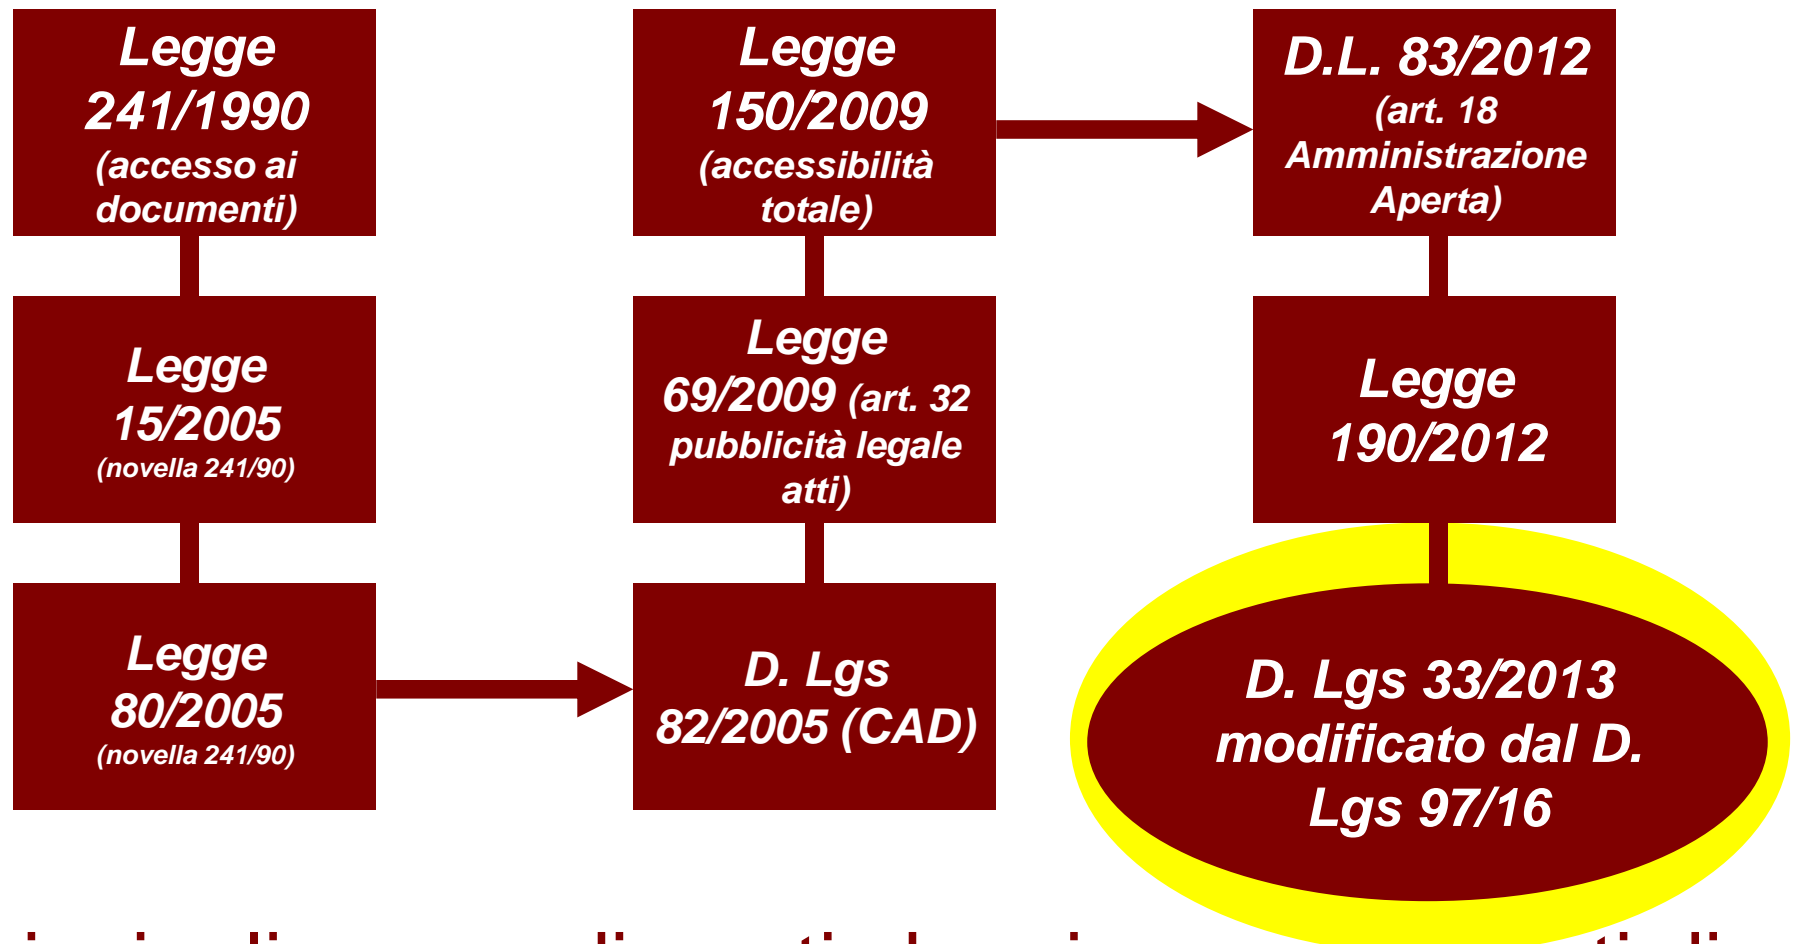 Legge
241/1990
(accesso ai
documenti)
Legge
15/2005
(novella 241/90)
Legge
80/2005
(novella 241/90)
D. Lgs
82/2005 (CAD)
Legge
69/2009 (art. 32
pubblicità legale
atti)
Legge
150/2009
(accessibilità
totale)
D.L. 83/2012
(art. 18
Amministrazione
Aperta)
Legge
190/2012
D. Lgs 33/2013
modificato dal D.
Lgs 97/16